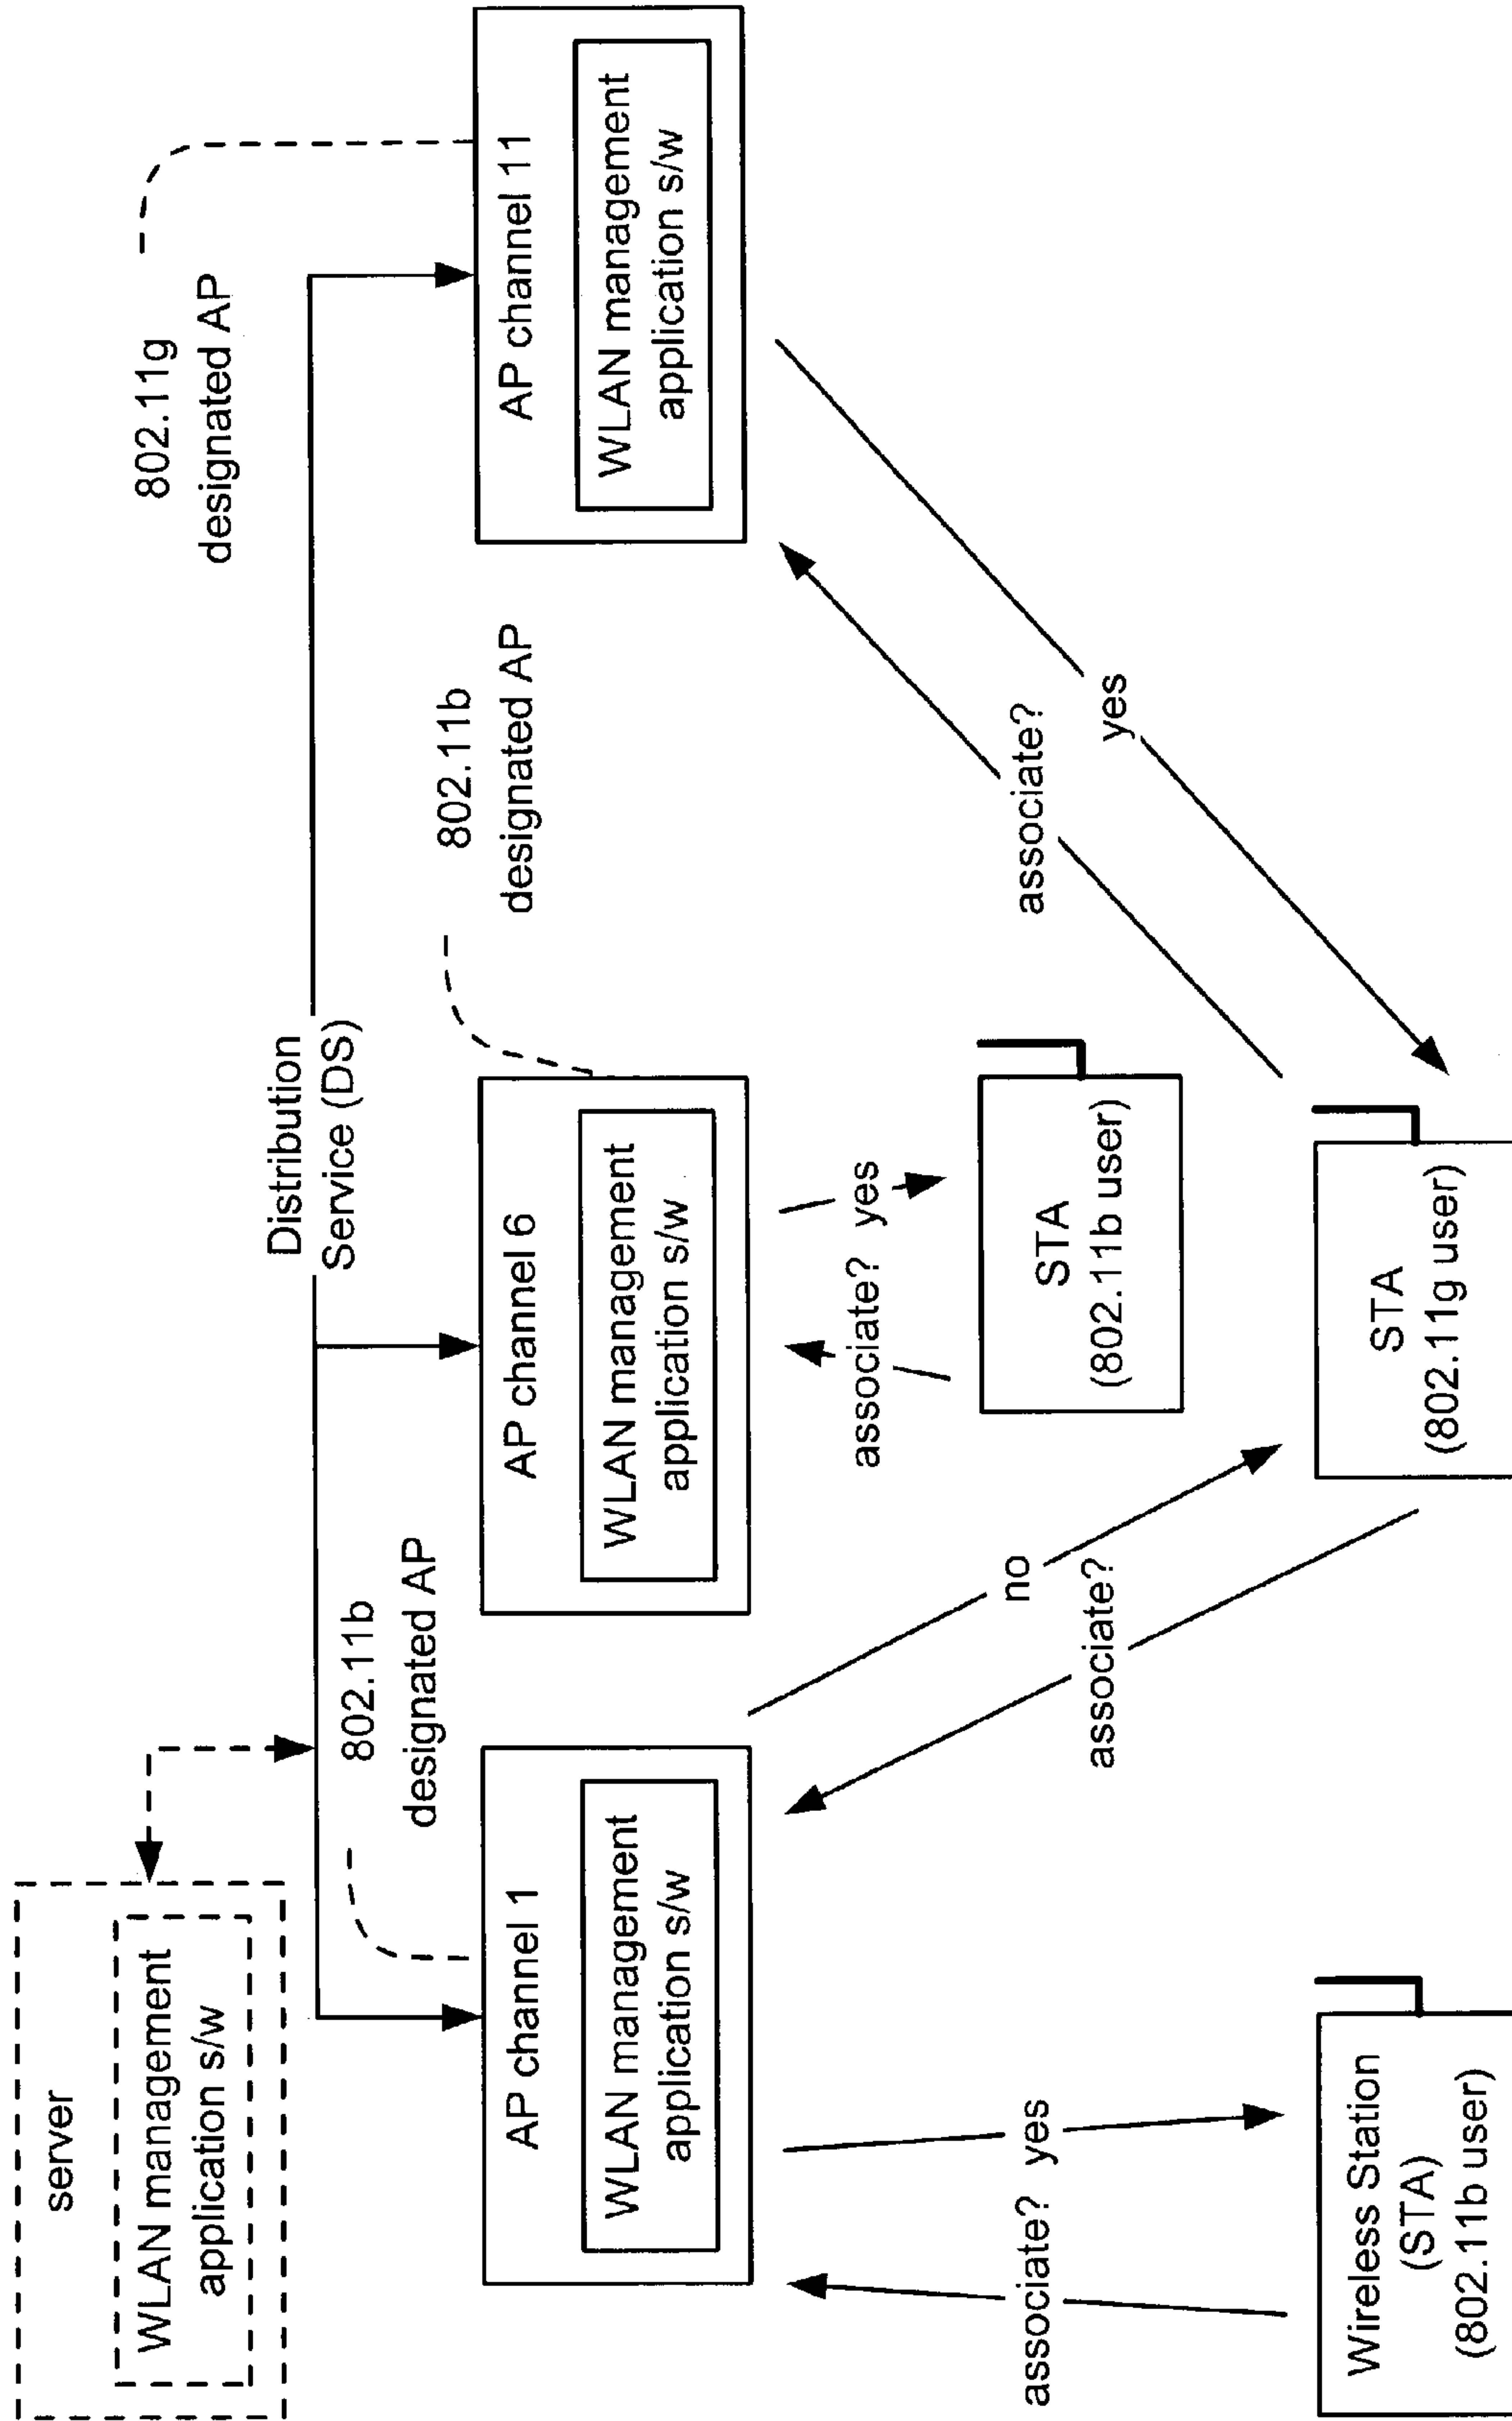 server
WLAN management
application s/w
Distribution
Service (DS)
802.11g
designated AP
802.11b
designated AP
802.11b
designated AP
AP channel 1
WLAN management
application s/w
AP channel 6
WLAN management
application s/w
AP channel 11
WLAN management
application s/w
associate? yes
no
associate?
associate? yes
associate?
yes
Wireless Station
(STA)
(802.11b user)
STA
(802.11b user)
STA
(802.11g user)